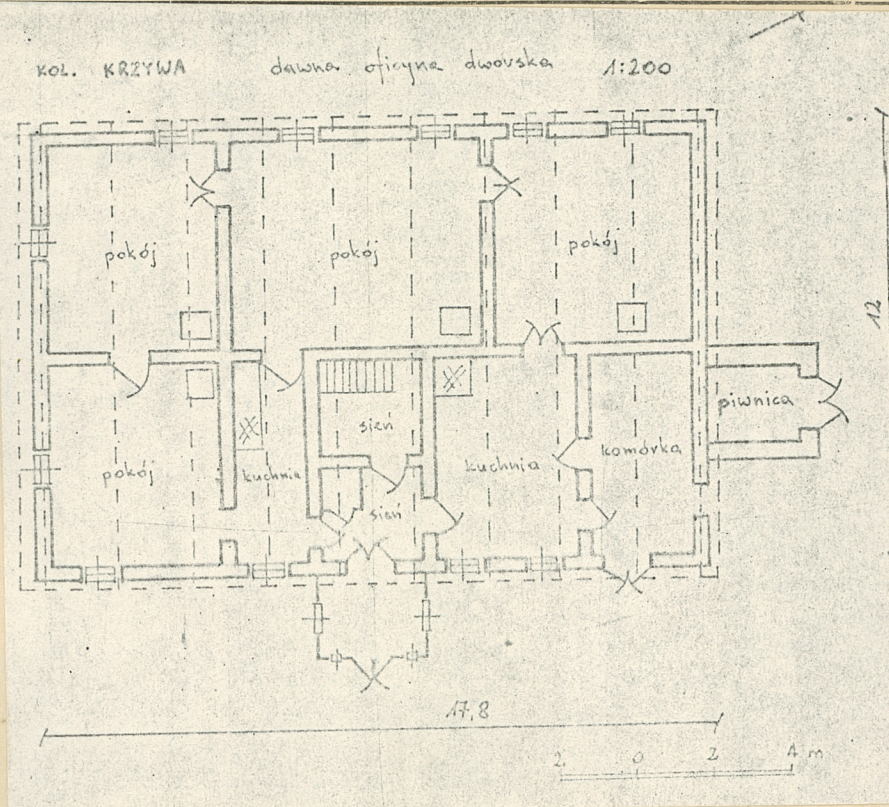 KOL. KRZYWA dawna oficyna dworska 1:200
pokój pokój pokój
12
piwnica
sień
pokój kuchnia kuchnia komórka
sień
17,8
2 0 2 4 m